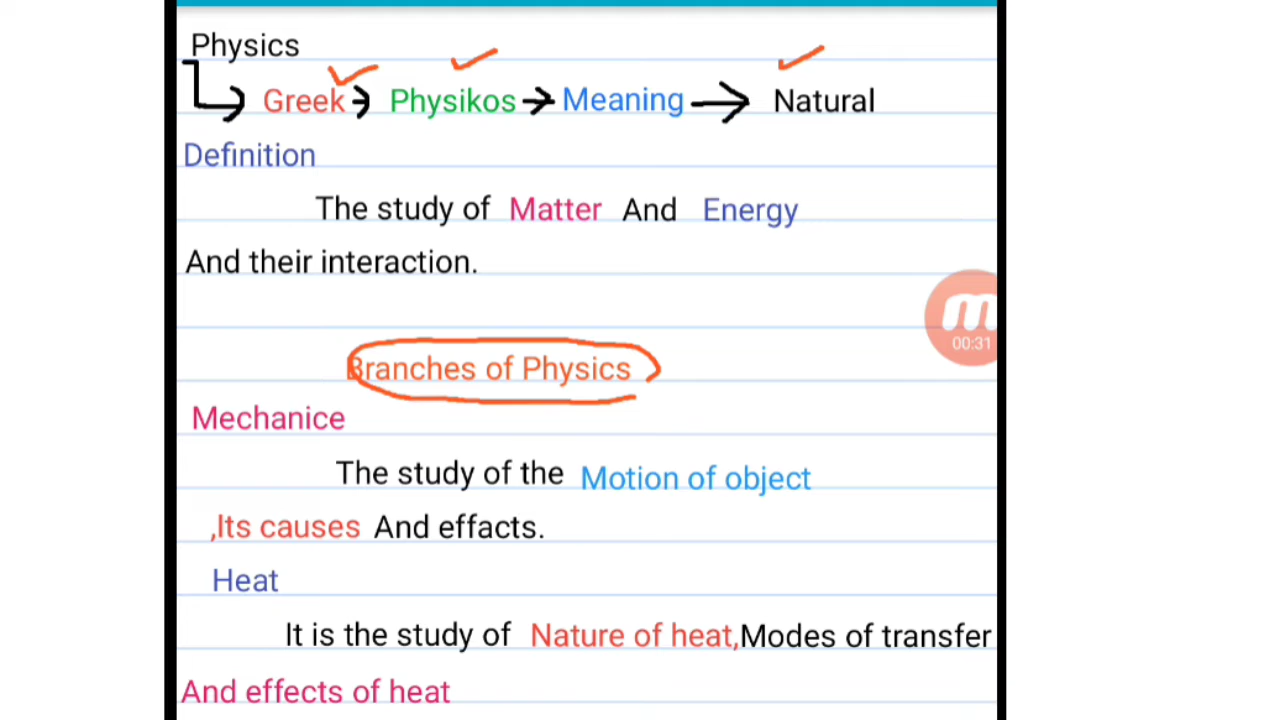 Physics
Greek Physikos Meaning Natural
Definition
The study of Matter And Energy
And their interaction.
Branches of Physics
Mechanice
The study of the Motion of object
,Its causes And effacts.
Heat
It is the study of Nature of heat,Modes of transfer
And effects of heat
00:31